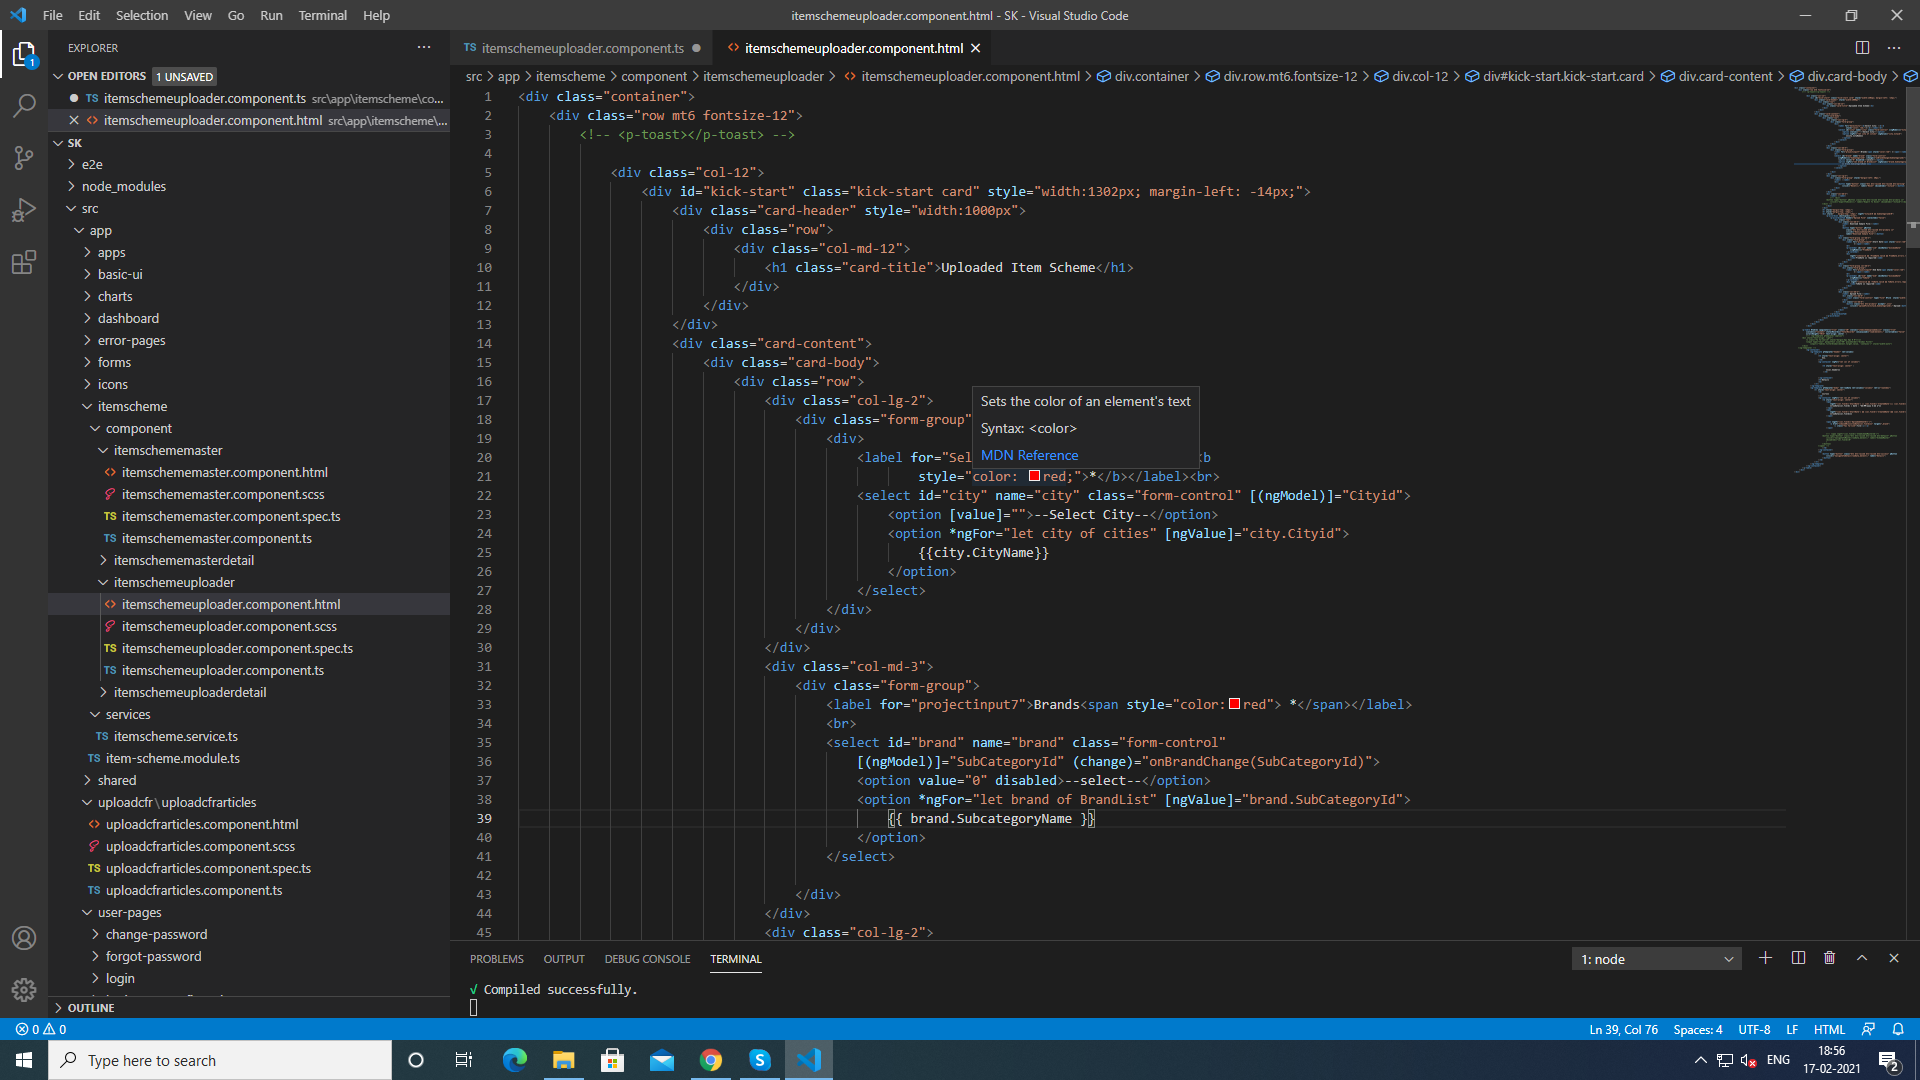 File Edit Selection View Go Run Terminal Help
itemschemeuploader.component.html - SK - Visual Studio Code
EXPLORER
OPEN EDITORS 1 UNSAVED
TS itemschemeuploader.component.ts src\app\itemscheme\co...
itemschemeuploader.component.html src\app\itemscheme\...
SK
e2e
node_modules
src
app
apps
basic-ui
charts
dashboard
error-pages
forms
icons
itemscheme
component
itemschememaster
itemschememaster.component.html
itemschememaster.component.scss
TS itemschememaster.component.spec.ts
TS itemschememaster.component.ts
itemschememasterdetail
itemschemeuploader
itemschemeuploader.component.html
itemschemeuploader.component.scss
TS itemschemeuploader.component.spec.ts
TS itemschemeuploader.component.ts
itemschemeuploaderdetail
services
TS itemscheme.service.ts
TS item-scheme.module.ts
shared
uploadcfr\uploadcfrarticles
uploadcfrarticles.component.html
uploadcfrarticles.component.scss
TS uploadcfrarticles.component.spec.ts
TS uploadcfrarticles.component.ts
user-pages
change-password
forgot-password
login
OUTLINE
TS itemschemeuploader.component.ts
itemschemeuploader.component.html
src > app > itemscheme > component > itemschemeuploader > itemschemeuploader.component.html > div.container > div.row.mt6.fontsize-12 > div.col-12 > div#kick-start.kick-start.card > div.card-content > div.card-body >
1 <div class="container">
2 <div class="row mt6 fontsize-12">
3 <!-- <p-toast></p-toast> -->
4
5 <div class="col-12">
6 <div id="kick-start" class="kick-start card" style="width:1302px; margin-left: -14px;">
7 <div class="card-header" style="width:1000px">
8 <div class="row">
9 <div class="col-md-12">
10 <h1 class="card-title">Uploaded Item Scheme</h1>
11 </div>
12 </div>
13 </div>
14 <div class="card-content">
15 <div class="card-body">
16 <div class="row">
17 <div class="col-lg-2">
18 <div class="form-group"
19 <div>
20 <label for="Sel <b
21 style="color: red;">*</b></label><br>
22 <select id="city" name="city" class="form-control" [(ngModel)]="Cityid">
23 <option [value]="">--Select City--</option>
24 <option *ngFor="let city of cities" [ngValue]="city.Cityid">
25 {{city.CityName}}
26 </option>
27 </select>
28 </div>
29 </div>
30 </div>
31 <div class="col-md-3">
32 <div class="form-group">
33 <label for="projectinput7">Brands<span style="color:red"> *</span></label>
34 <br>
35 <select id="brand" name="brand" class="form-control"
36 [(ngModel)]="SubCategoryId" (change)="onBrandChange(SubCategoryId)">
37 <option value="0" disabled>--select--</option>
38 <option *ngFor="let brand of BrandList" [ngValue]="brand.SubCategoryId">
39 {{ brand.SubcategoryName }}
40 </option>
41 </select>
42
43 </div>
44 </div>
45 <div class="col-lg-2">
Sets the color of an element's text
Syntax: <color>
MDN Reference
PROBLEMS OUTPUT DEBUG CONSOLE TERMINAL 1: node
√ Compiled successfully.
0 0 Ln 39, Col 76 Spaces: 4 UTF-8 LF HTML
Type here to search
ENG
18:56
17-02-2021
2
1